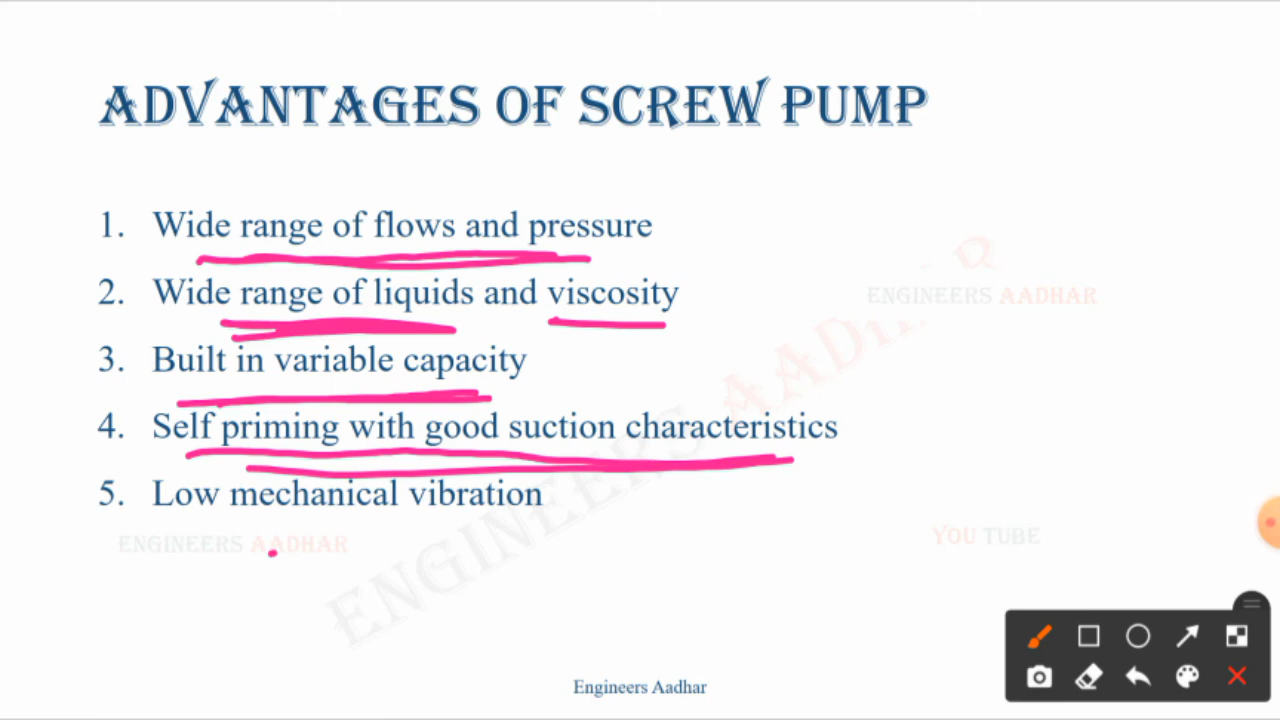 ADVANTAGES OF SCREW PUMP
1. Wide range of flows and pressure
2. Wide range of liquids and viscosity
ENGINEERS AADHAR
3. Built in variable capacity
4. Self priming with good suction characteristics
5. Low mechanical vibration
ENGINEERS AADHAR
YOU TUBE
ENGINEERS AADHAR
Engineers Aadhar